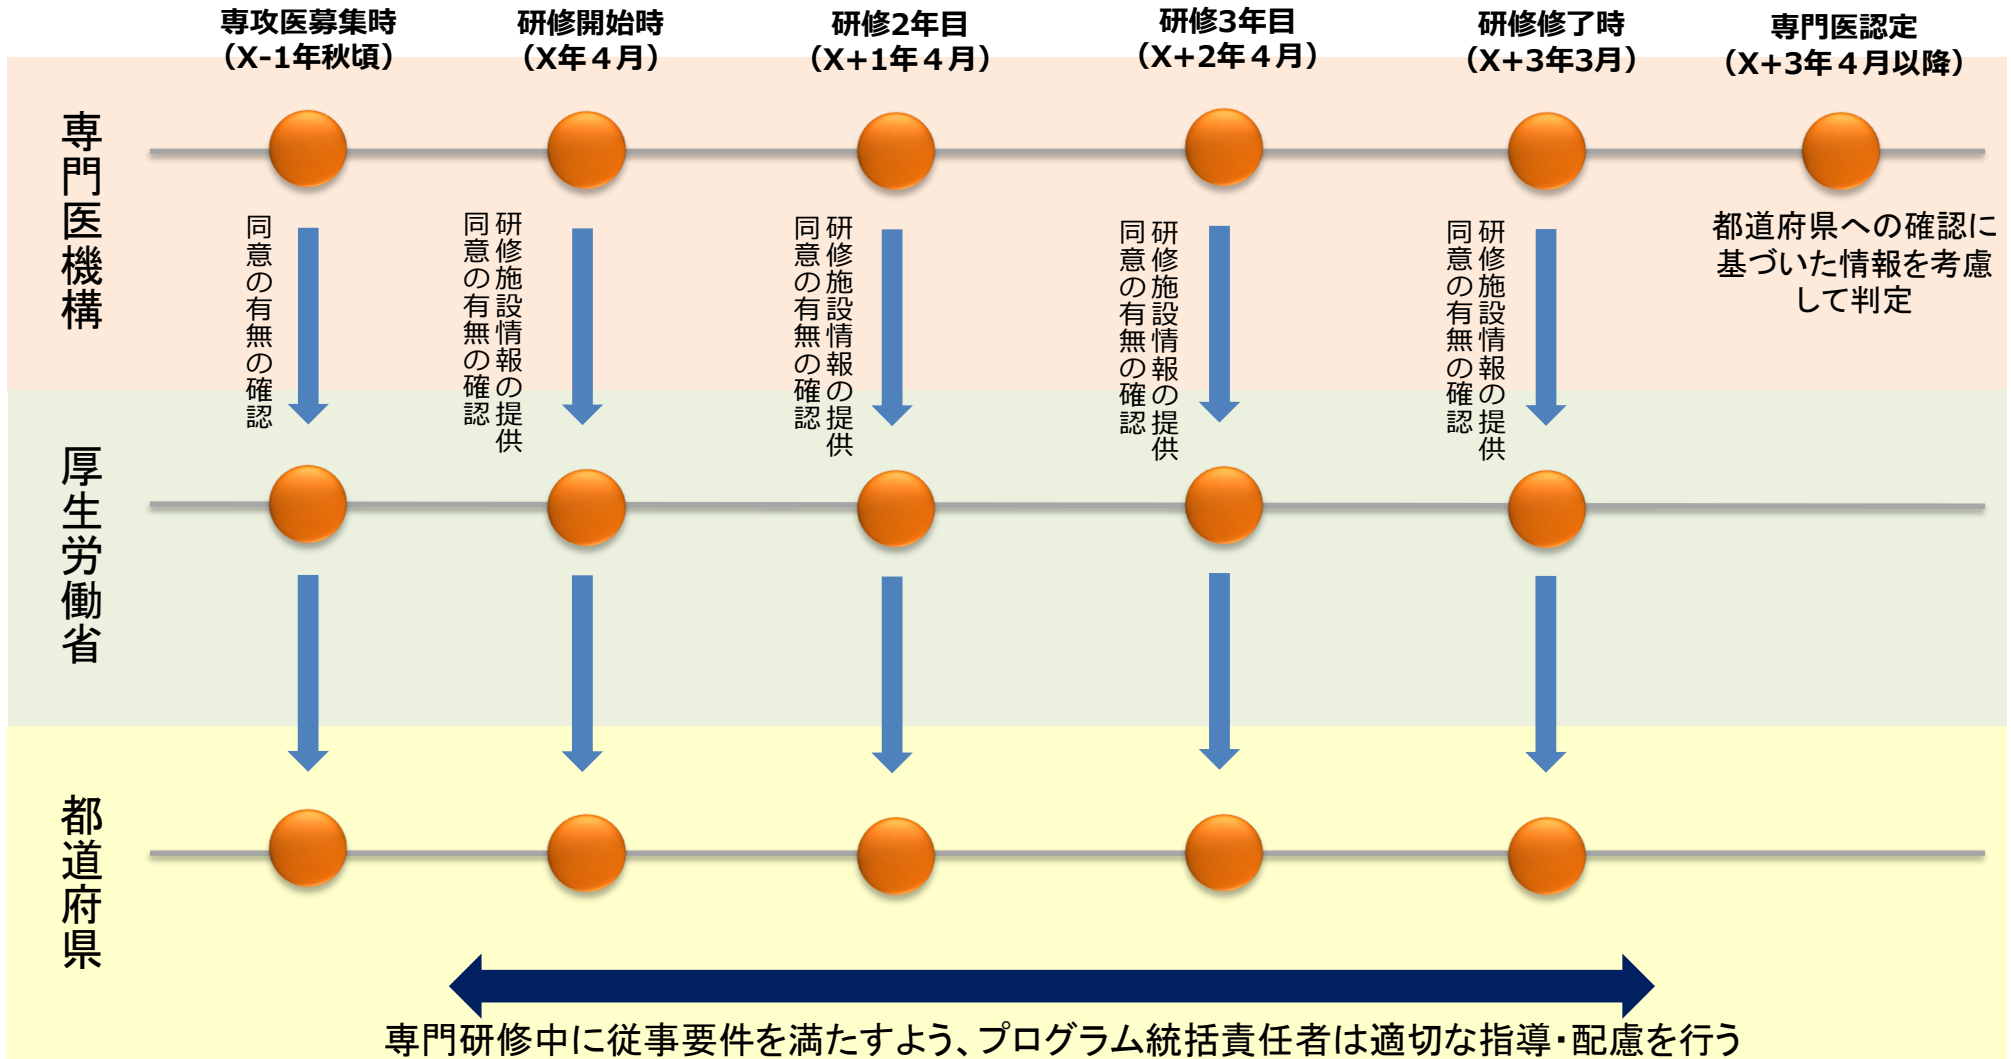 専攻医募集時
（X-1年秋頃）
研修開始時
（X年４月）
研修2年目
（X+1年４月）
研修3年目
（X+2年４月）
研修修了時
（X+3年3月）
専門医認定
（X+3年４月以降）
専門医機構
同意の有無の確認
研修施設情報の提供
同意の有無の確認
研修施設情報の提供
同意の有無の確認
研修施設情報の提供
同意の有無の確認
研修施設情報の提供
同意の有無の確認
都道府県への確認に
基づいた情報を考慮
して判定
厚生労働省
都道府県
専門研修中に従事要件を満たすよう、プログラム統括責任者は適切な指導・配慮を行う